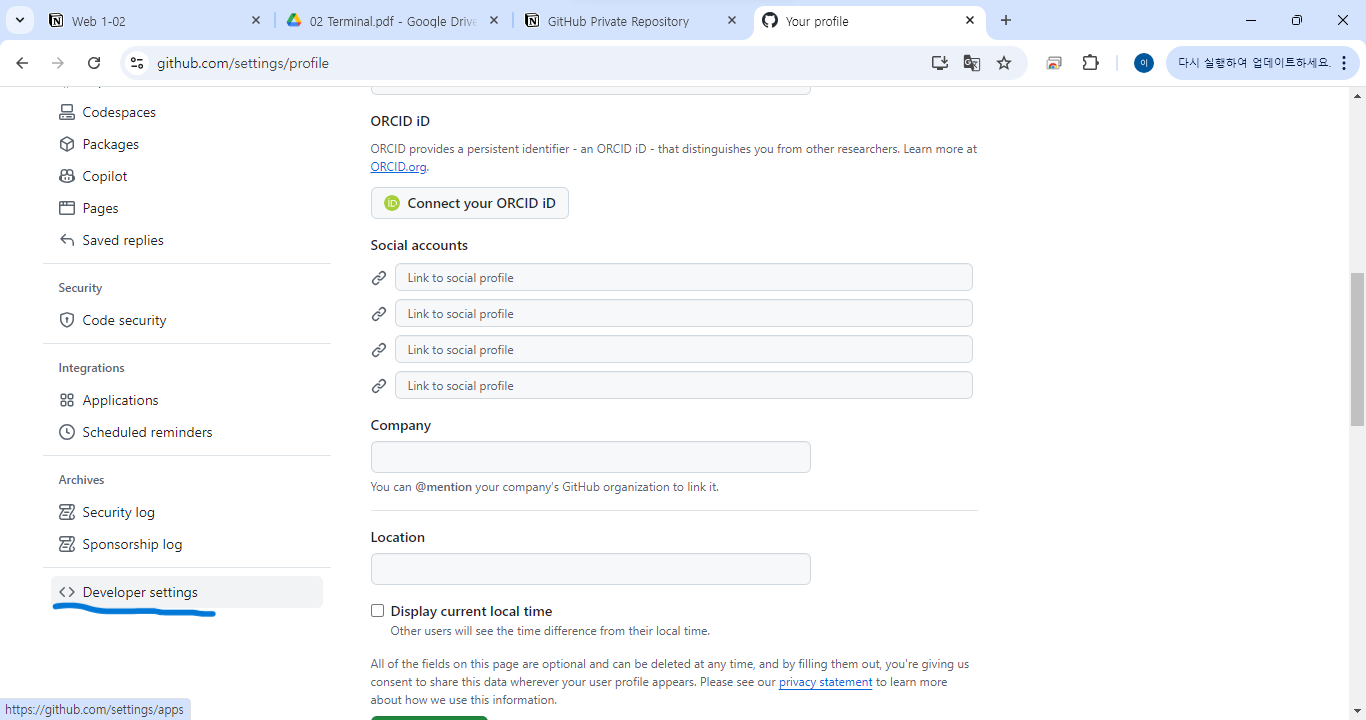 Web 1-02
02 Terminal.pdf - Google Drive
GitHub Private Repository
Your profile
github.com/settings/profile
이
다시 실행하여 업데이트하세요.
Codespaces
Packages
Copilot
Pages
Saved replies
Security
Code security
Integrations
Applications
Scheduled reminders
Archives
Security log
Sponsorship log
Developer settings
ORCID iD
ORCID provides a persistent identifier - an ORCID iD - that distinguishes you from other researchers. Learn more at
ORCID.org.
iD Connect your ORCID iD
Social accounts
Link to social profile
Link to social profile
Link to social profile
Link to social profile
Company
You can @mention your company's GitHub organization to link it.
Location
Display current local time
Other users will see the time difference from their local time.
All of the fields on this page are optional and can be deleted at any time, and by filling them out, you're giving us
consent to share this data wherever your user profile appears. Please see our privacy statement to learn more
about how we use this information.
https://github.com/settings/apps